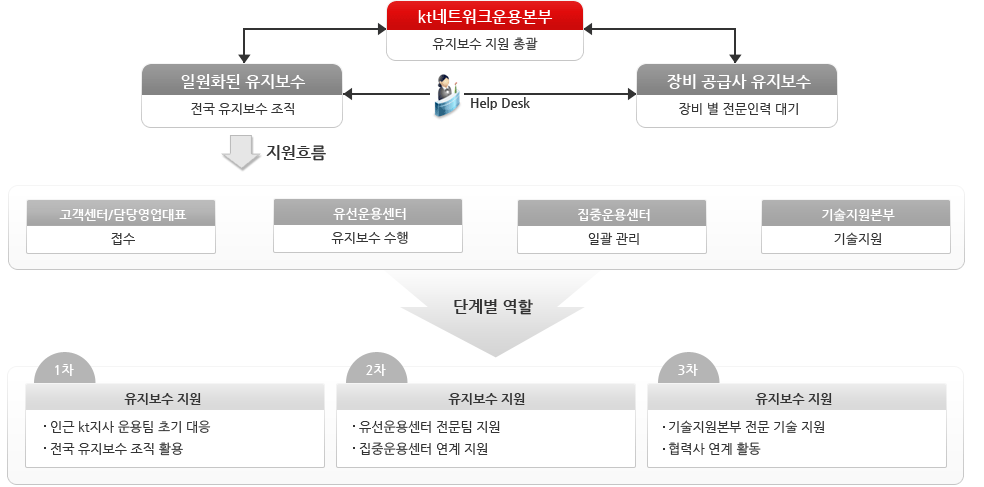 kt네트워크운용본부
유지보수 지원 총괄
일원화된 유지보수
전국 유지보수 조직
Help Desk
장비 공급사 유지보수
장비 별 전문인력 대기
지원흐름
고객센터/담당영업대표
접수
유선운용센터
유지보수 수행
집중운용센터
일괄 관리
기술지원본부
기술지원
단계별 역할
1차
유지보수 지원
· 인근 kt지사 운용팀 초기 대응
· 전국 유지보수 조직 활용
2차
유지보수 지원
· 유선운용센터 전문팀 지원
· 집중운용센터 연계 지원
3차
유지보수 지원
· 기술지원본부 전문 기술 지원
· 협력사 연계 활동